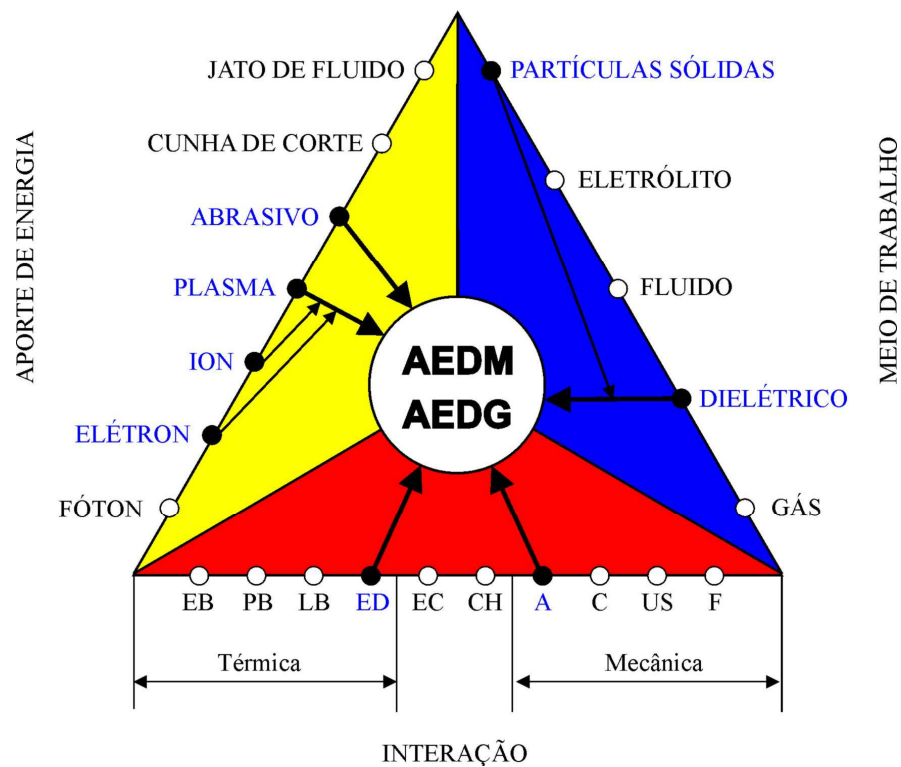 JATO DE FLUIDO
PARTÍCULAS SÓLIDAS
CUNHA DE CORTE
ELETRÓLITO
ABRASIVO
PLASMA
FLUIDO
ION
DIELÉTRICO
ELÉTRON
FÓTON
GÁS
APORTE DE ENERGIA
MEIO DE TRABALHO
AEDM
AEDG
EB PB LB ED EC CH A C US F
Térmica Mecânica
INTERAÇÃO